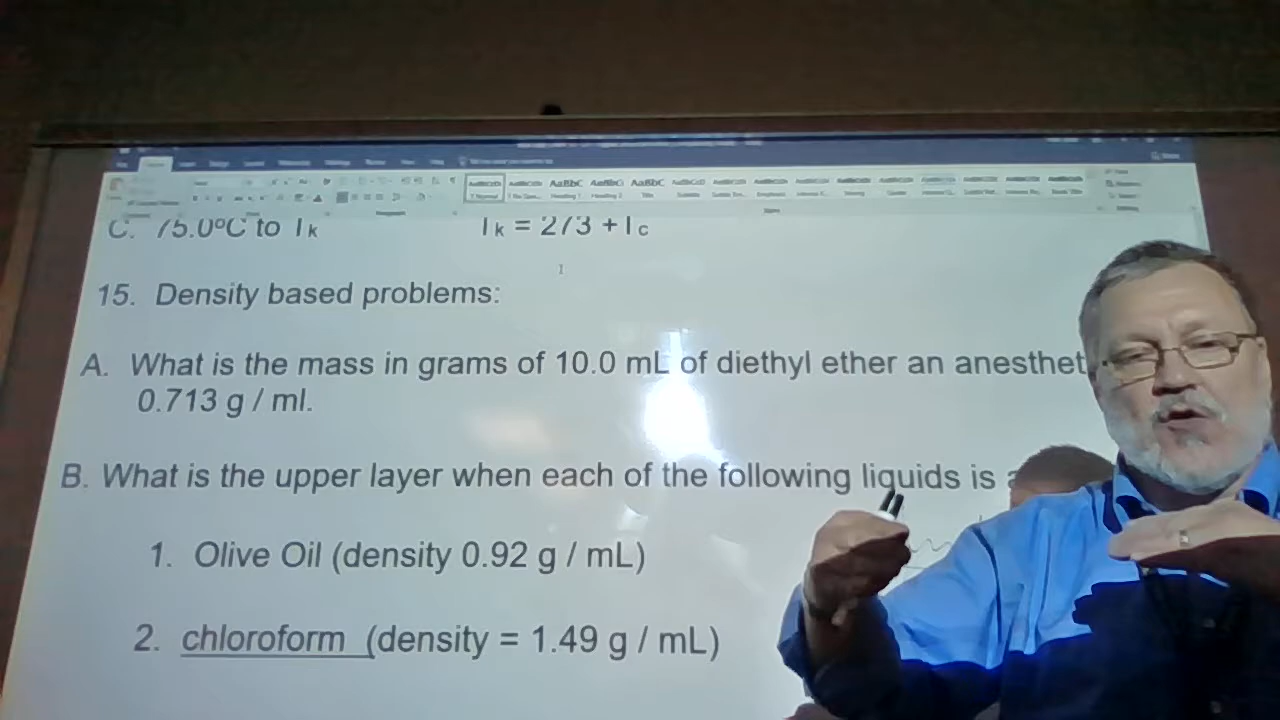 C. 75.0ºC to Tk Tk = 273 + Tc
15. Density based problems:
A. What is the mass in grams of 10.0 mL of diethyl ether an anesthet
0.713 g / ml.
B. What is the upper layer when each of the following liquids is
1. Olive Oil (density 0.92 g / mL)
2. chloroform (density = 1.49 g / mL)